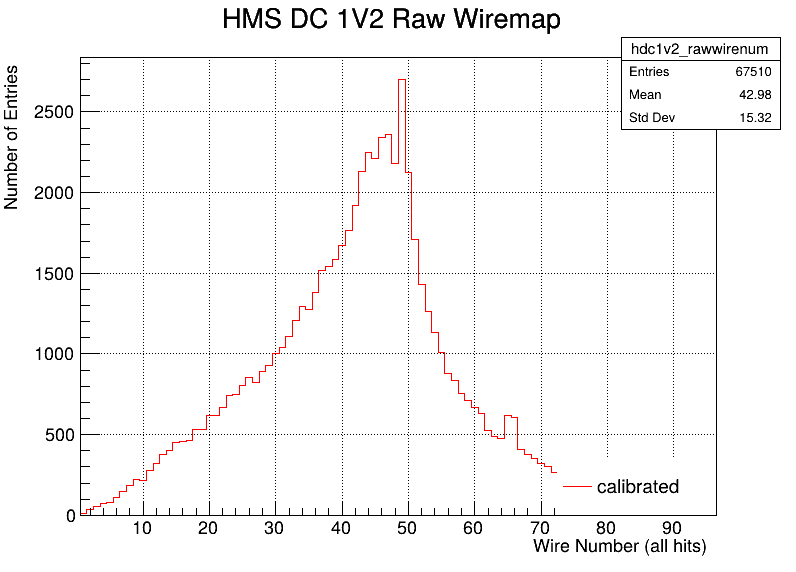 HMS DC 1V2 Raw Wiremap
hdc1v2_rawwirenum
Entries 67510
Mean 42.98
Std Dev 15.32
Number of Entries
2500
2000
1500
1000
500
0
10 20 30 40 50 60 70 80 90
Wire Number (all hits)
calibrated